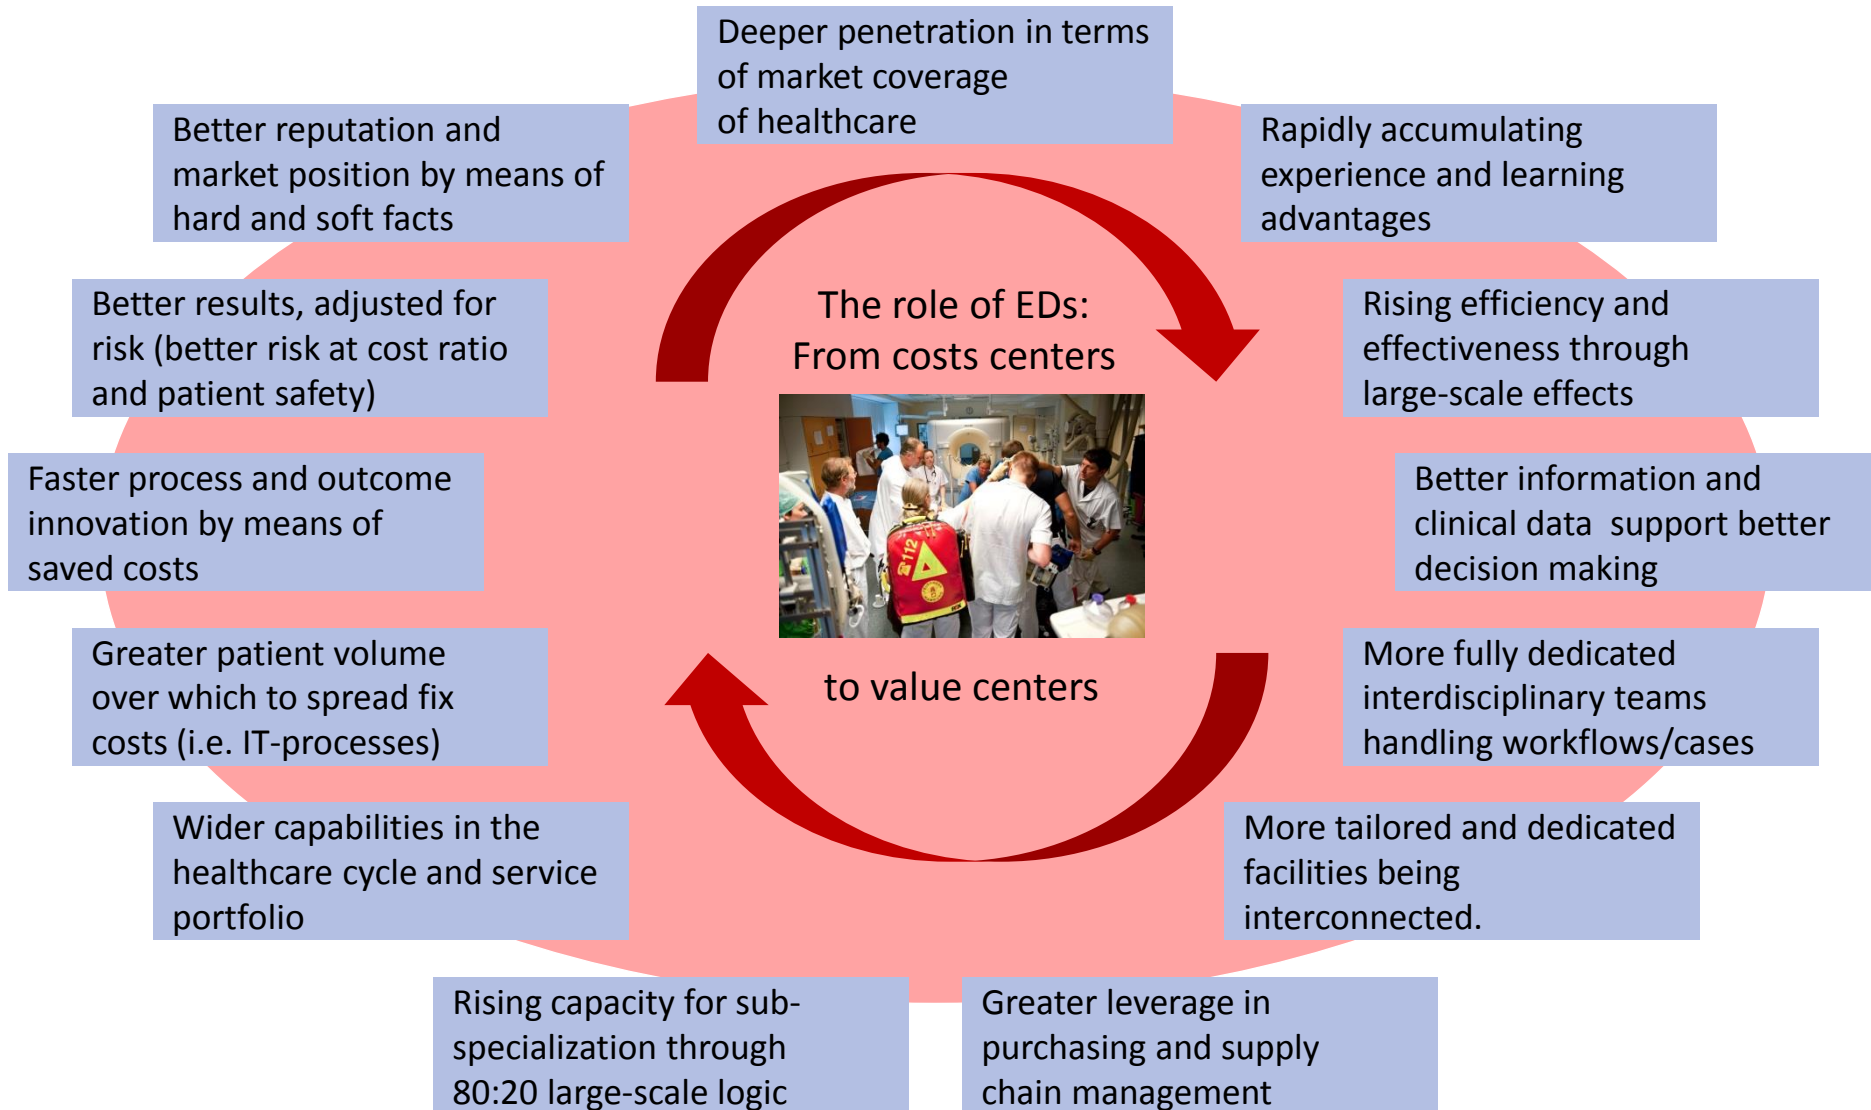 Deeper penetration in terms
of market coverage
of healthcare
Rapidly accumulating
experience and learning
advantages
Rising efficiency and
effectiveness through
large-scale effects
Better information and
clinical data  support better
decision making
More fully dedicated
interdisciplinary teams
handling workflows/cases
More tailored and dedicated
facilities being
interconnected.
Greater leverage in
purchasing and supply
chain management
Rising capacity for sub-
specialization through
80:20 large-scale logic
Wider capabilities in the
healthcare cycle and service
portfolio
Greater patient volume
over which to spread fix
costs (i.e. IT-processes)
Faster process and outcome
innovation by means of
saved costs
Better results, adjusted for
risk (better risk at cost ratio
and patient safety)
Better reputation and
market position by means of
hard and soft facts
The role of EDs:
From costs centers
112
to value centers